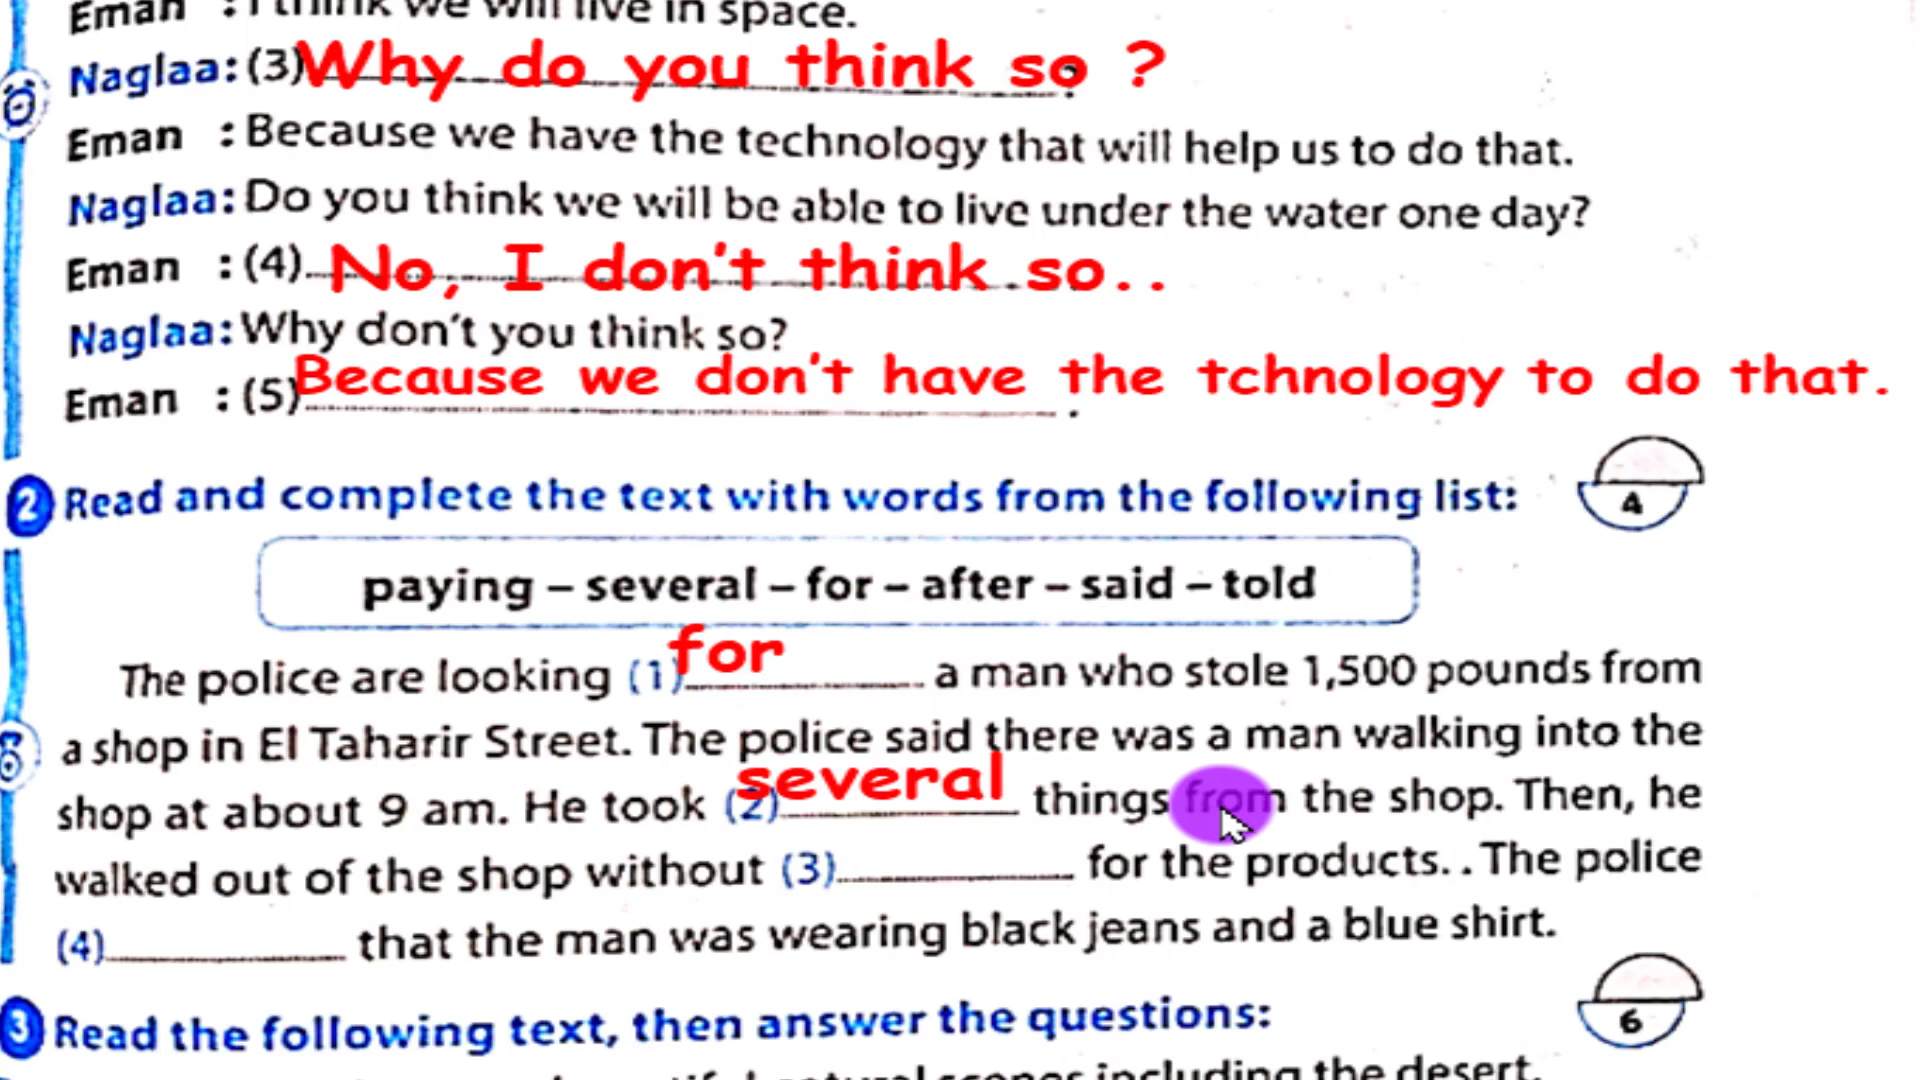 Eman : I think we will live in space.
Naglaa: (3) Why do you think so ?
Eman : Because we have the technology that will help us to do that.
Naglaa: Do you think we will be able to live under the water one day?
Eman : (4) No, I don't think so..
Naglaa: Why don't you think so?
Eman : (5) Because we don't have the tchnology to do that.
2 Read and complete the text with words from the following list:
4
paying – several – for – after – said – told
The police are looking (1) for a man who stole 1,500 pounds from
a shop in El Taharir Street. The police said there was a man walking into the
shop at about 9 am. He took (2) several things from the shop. Then, he
walked out of the shop without (3) for the products. . The police
(4) that the man was wearing black jeans and a blue shirt.
6
3 Read the following text, then answer the questions:
natural scenes including the desert.